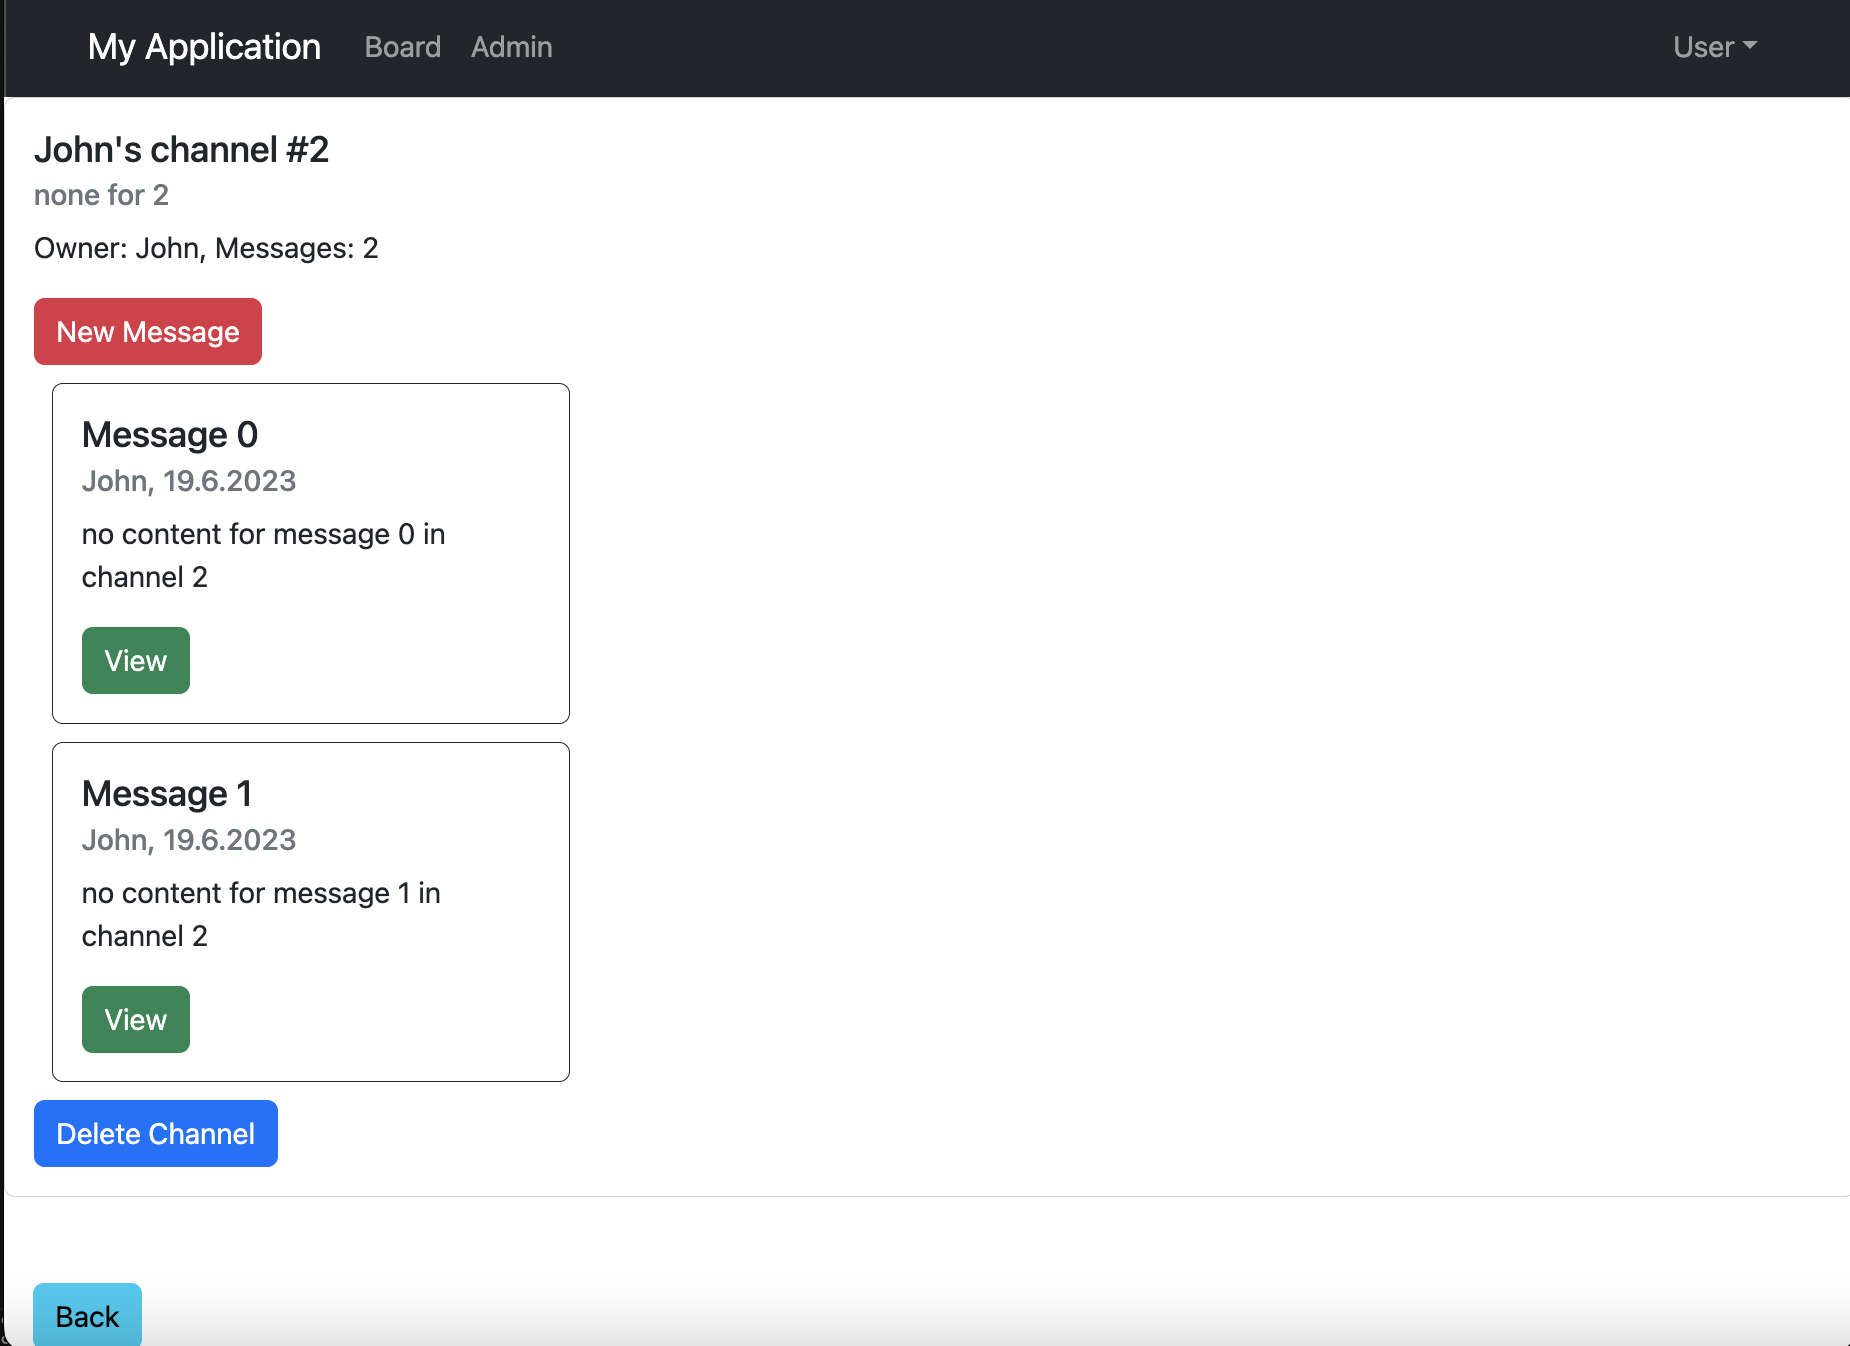 My Application Board Admin User
John's channel #2
none for 2
Owner: John, Messages: 2
New Message
Message 0
John, 19.6.2023
no content for message 0 in
channel 2
View
Message 1
John, 19.6.2023
no content for message 1 in
channel 2
View
Delete Channel
Back